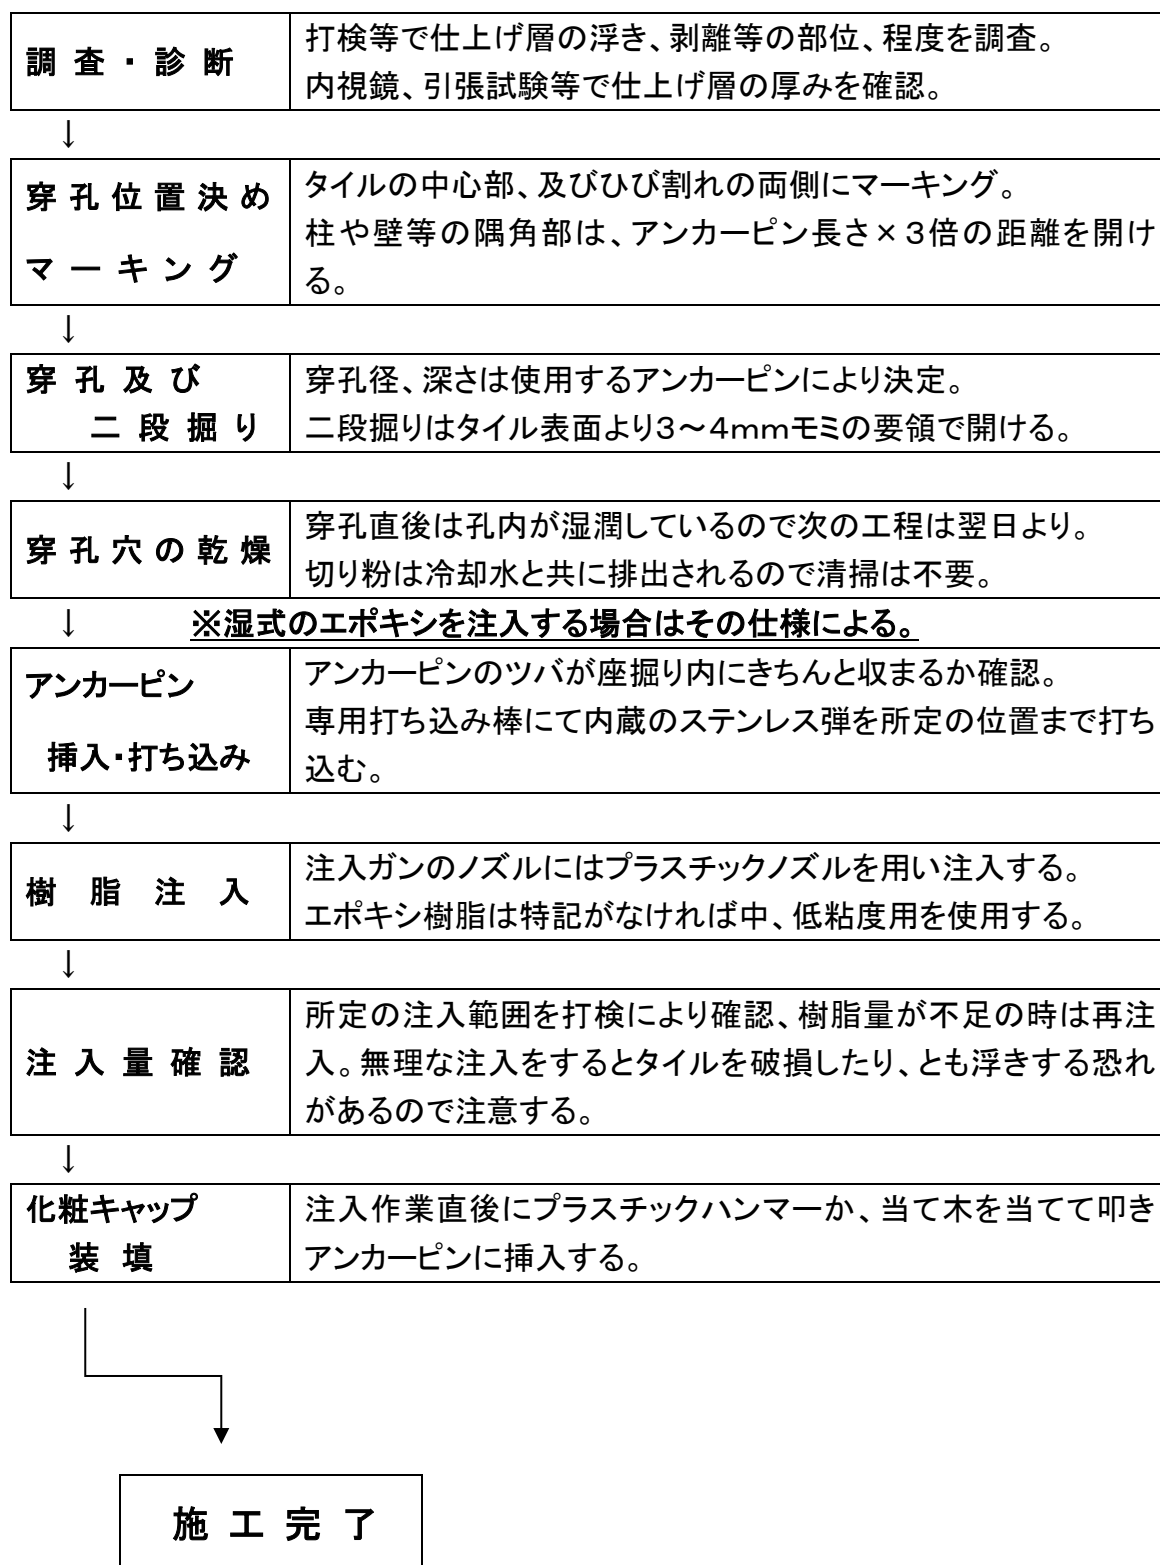 調査・診断
打検等で仕上げ層の浮き、剥離等の部位、程度を調査。
内視鏡、引張試験等で仕上げ層の厚みを確認。
↓
穿孔位置決め
マーキング
タイルの中心部、及びひび割れの両側にマーキング。
柱や壁等の隅角部は、アンカーピン長さ×3倍の距離を開け
る。
↓
穿孔及び
二段掘り
穿孔径、深さは使用するアンカーピンにより決定。
二段掘りはタイル表面より3～4mmモミの要領で開ける。
↓
穿孔穴の乾燥
穿孔直後は孔内が湿潤しているので次の工程は翌日より。
切り粉は冷却水と共に排出されるので清掃は不要。
↓ ※湿式のエポキシを注入する場合はその仕様による。
アンカーピン
挿入・打ち込み
アンカーピンのツバが座掘り内にきちんと収まるか確認。
専用打ち込み棒にて内蔵のステンレス弾を所定の位置まで打ち
込む。
↓
樹脂注入
注入ガンのノズルにはプラスチックノズルを用い注入する。
エポキシ樹脂は特記がなければ中、低粘度用を使用する。
↓
注入量確認
所定の注入範囲を打検により確認、樹脂量が不足の時は再注
入。無理な注入をするとタイルを破損したり、とも浮きする恐れ
があるので注意する。
↓
化粧キャップ
装填
注入作業直後にプラスチックハンマーか、当て木を当てて叩き
アンカーピンに挿入する。
施工完了